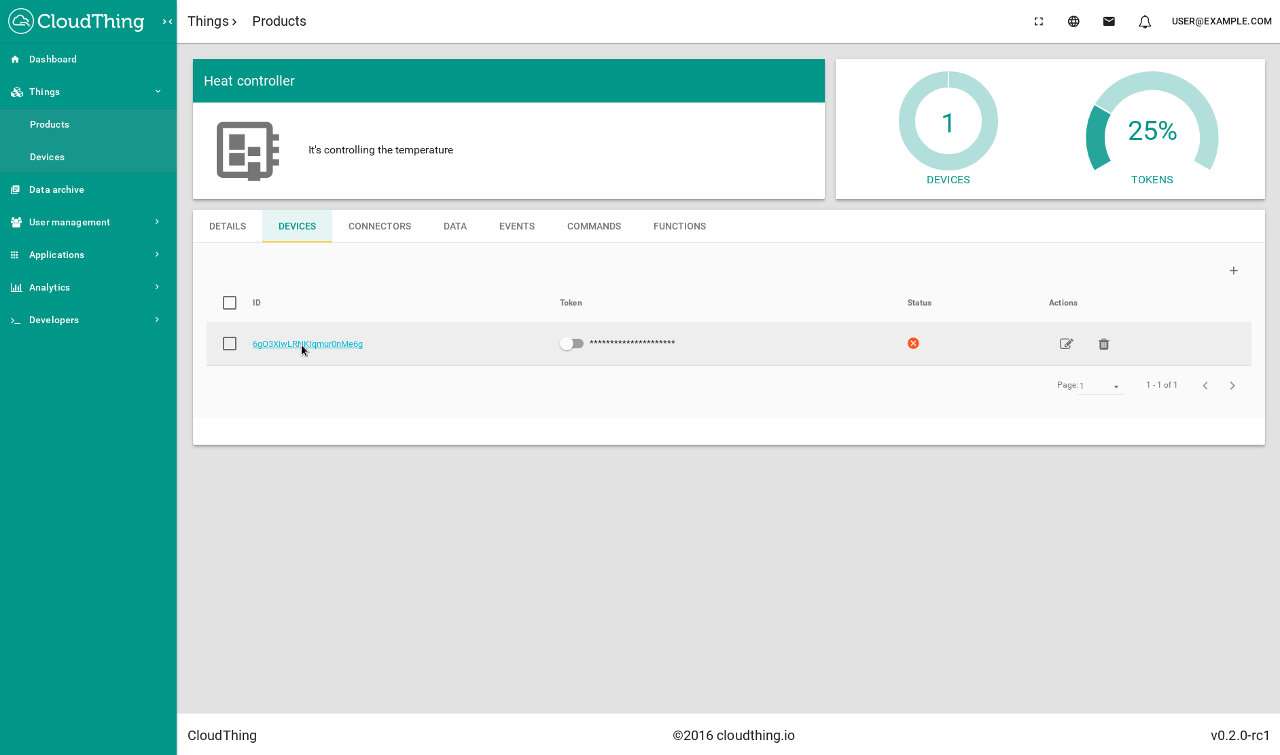 CloudThing
Things Products
USER@EXAMPLE.COM
Dashboard
Things
Products
Devices
Data archive
User management
Applications
Analytics
Developers
Heat controller
It's controlling the temperature
1
DEVICES
25%
TOKENS
DETAILS DEVICES CONNECTORS DATA EVENTS COMMANDS FUNCTIONS
ID Token Status Actions
********************
Page: 1 1 - 1 of 1
CloudThing ©2016 cloudthing.io v0.2.0-rc1